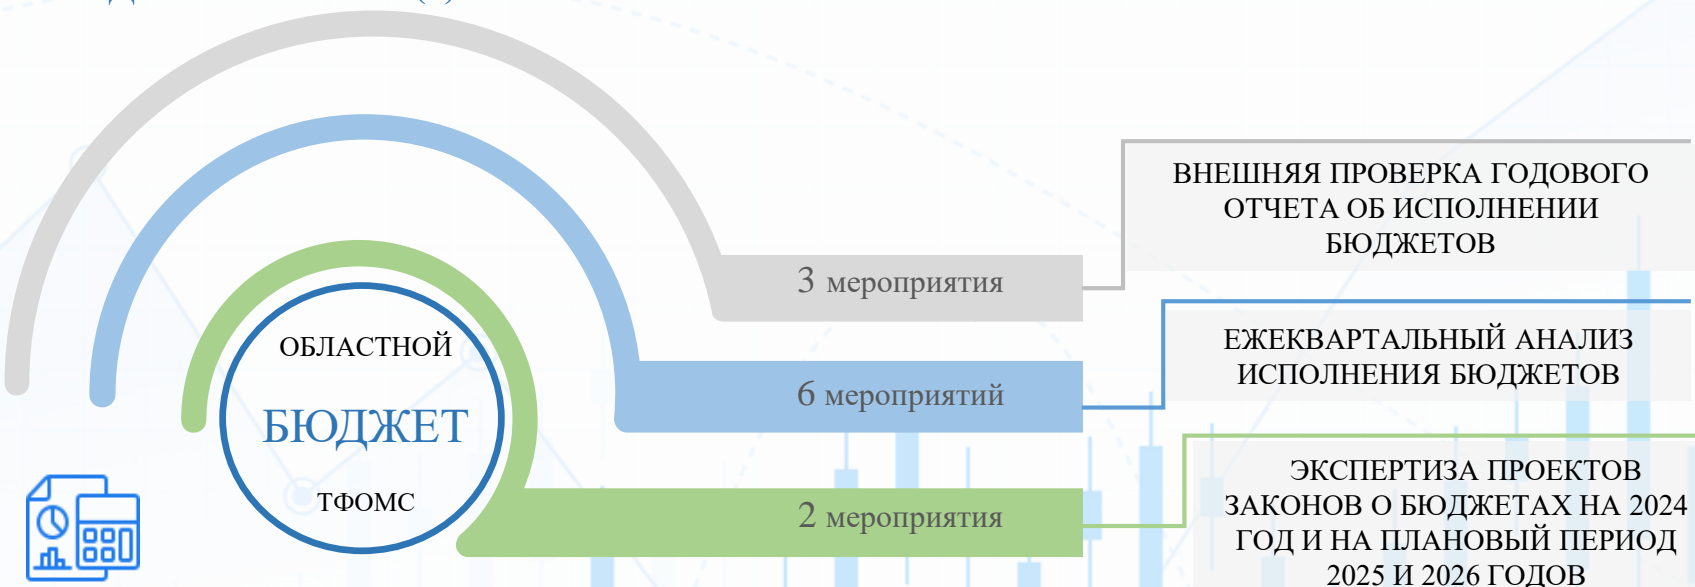 ОБЛАСТНОЙ
БЮДЖЕТ
ТФОМС
3 мероприятия
ВНЕШНЯЯ ПРОВЕРКА ГОДОВОГО
ОТЧЕТА ОБ ИСПОЛНЕНИИ
БЮДЖЕТОВ
6 мероприятий
ЕЖЕКВАРТАЛЬНЫЙ АНАЛИЗ
ИСПОЛНЕНИЯ БЮДЖЕТОВ
2 мероприятия
ЭКСПЕРТИЗА ПРОЕКТОВ
ЗАКОНОВ О БЮДЖЕТАХ НА 2024
ГОД И НА ПЛАНОВЫЙ ПЕРИОД
2025 И 2026 ГОДОВ